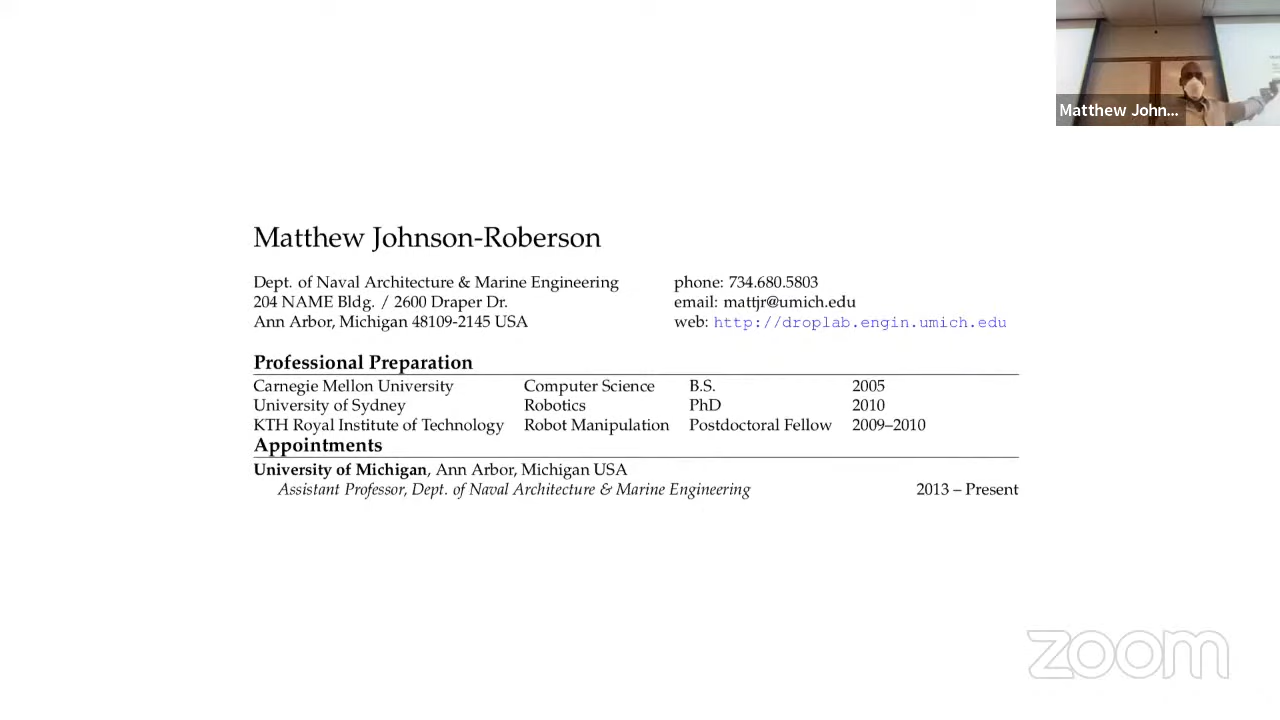 Matthew John...
Matthew Johnson-Roberson
Dept. of Naval Architecture & Marine Engineering phone: 734.680.5803
204 NAME Bldg. / 2600 Draper Dr. email: mattjr@umich.edu
Ann Arbor, Michigan 48109-2145 USA web: http://droplab.engin.umich.edu
Professional Preparation
Carnegie Mellon University Computer Science B.S. 2005
University of Sydney Robotics PhD 2010
KTH Royal Institute of Technology Robot Manipulation Postdoctoral Fellow 2009–2010
Appointments
University of Michigan, Ann Arbor, Michigan USA
Assistant Professor, Dept. of Naval Architecture & Marine Engineering 2013 – Present
zoom